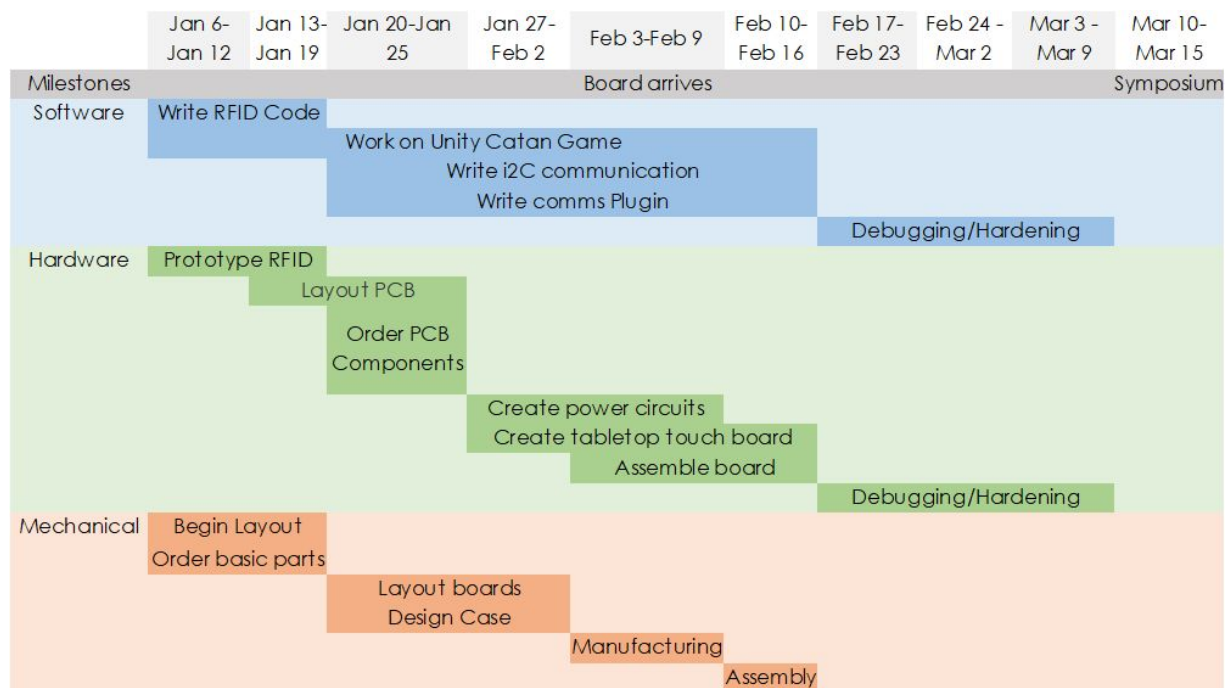 Jan 6- Jan 13- Jan 20-Jan Jan 27- Feb 3-Feb 9 Feb 10- Feb 17- Feb 24 - Mar 3 - Mar 10-
Jan 12 Jan 19 25 Feb 2 Feb 16 Feb 23 Mar 2 Mar 9 Mar 15
Milestones Board arrives Symposium
Software Write RFID Code
Work on Unity Catan Game
Write i2C communication
Write comms Plugin
Debugging/Hardening
Hardware Prototype RFID
Layout PCB
Order PCB
Components
Create power circuits
Create tabletop touch board
Assemble board
Debugging/Hardening
Mechanical Begin Layout
Order basic parts
Layout boards
Design Case
Manufacturing
Assembly